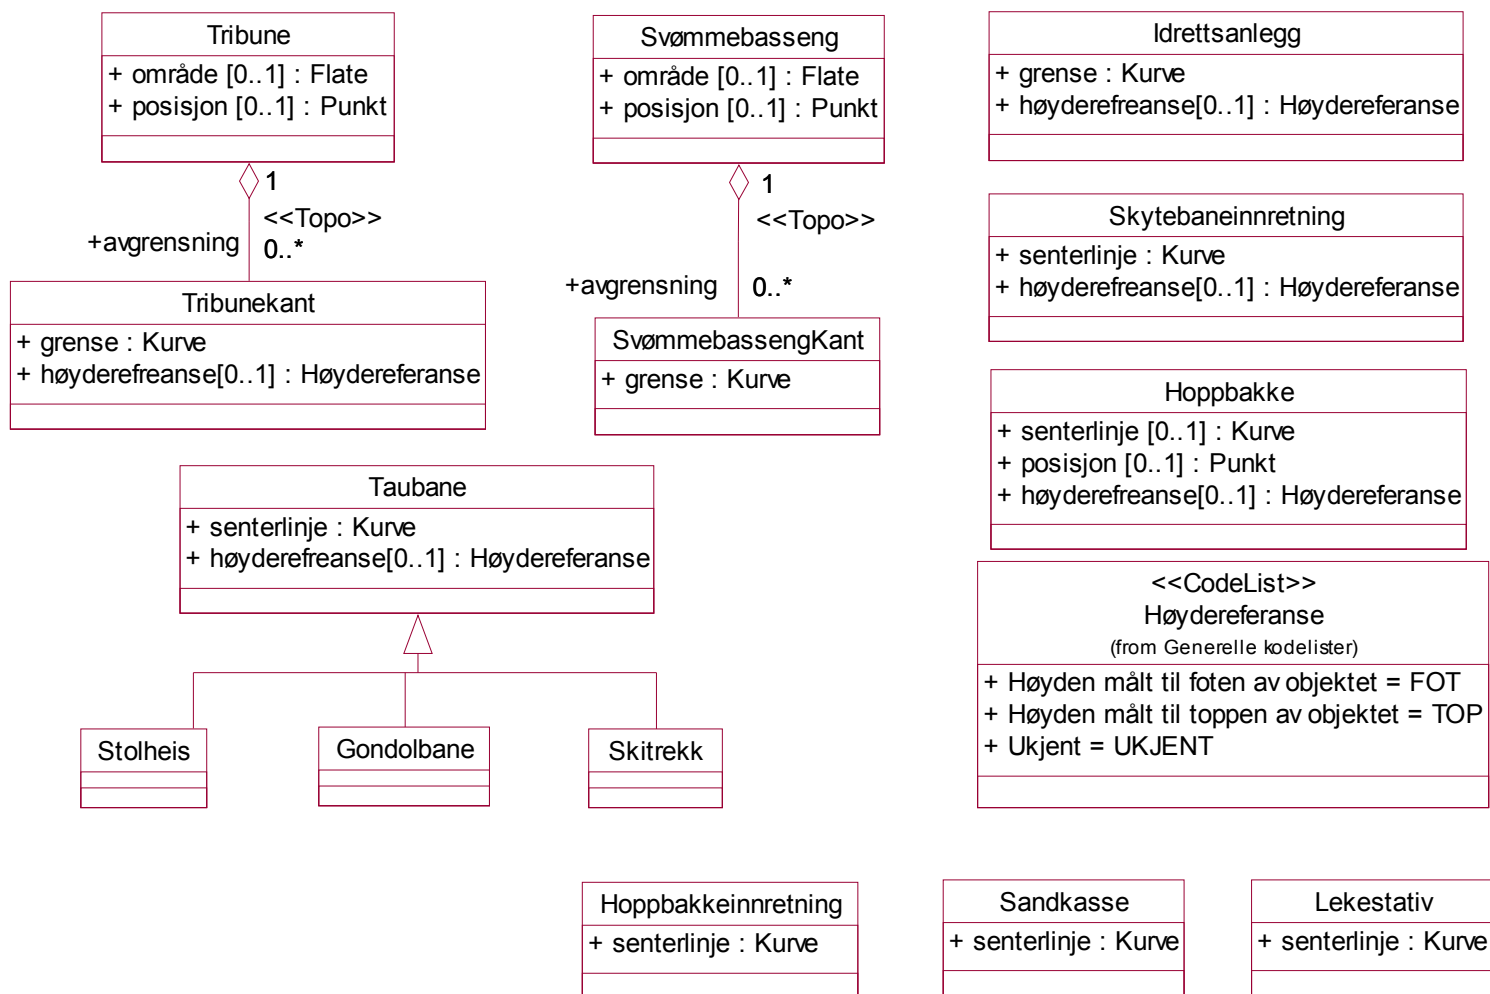 Tribune
+ område [0..1] : Flate
+ posisjon [0..1] : Punkt
1
<<Topo>>
+avgrensning
0..*
Tribunekant
+ grense : Kurve
+ høyderefreanse[0..1] : Høydereferanse
Svømmebasseng
+ område [0..1] : Flate
+ posisjon [0..1] : Punkt
1
<<Topo>>
+avgrensning
0..*
SvømmebassengKant
+ grense : Kurve
Idrettsanlegg
+ grense : Kurve
+ høyderefreanse[0..1] : Høydereferanse
Skytebaneinnretning
+ senterlinje : Kurve
+ høyderefreanse[0..1] : Høydereferanse
Hoppbakke
+ senterlinje [0..1] : Kurve
+ posisjon [0..1] : Punkt
+ høyderefreanse[0..1] : Høydereferanse
Taubane
+ senterlinje : Kurve
+ høyderefreanse[0..1] : Høydereferanse
Stolheis
Gondolbane
Skitrekk
<<CodeList>>
Høydereferanse
(from Generelle kodelister)
+ Høyden målt til foten av objektet = FOT
+ Høyden målt til toppen av objektet = TOP
+ Ukjent = UKJENT
Hoppbakkeinnretning
+ senterlinje : Kurve
Sandkasse
+ senterlinje : Kurve
Lekestativ
+ senterlinje : Kurve